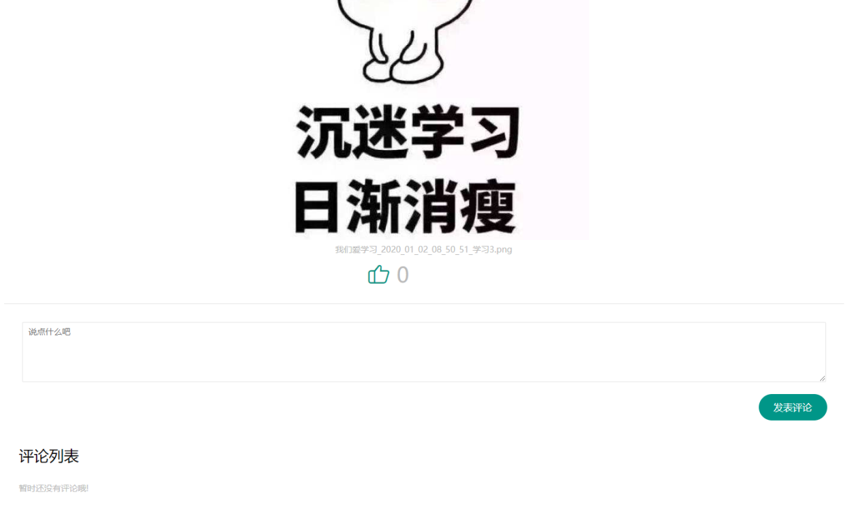 沉迷学习
日渐消瘦
我们爱学习_2020_01_02_08_50_51_学习3.png
0
说点什么吧
发表评论
评论列表
暂时还没有评论哦!